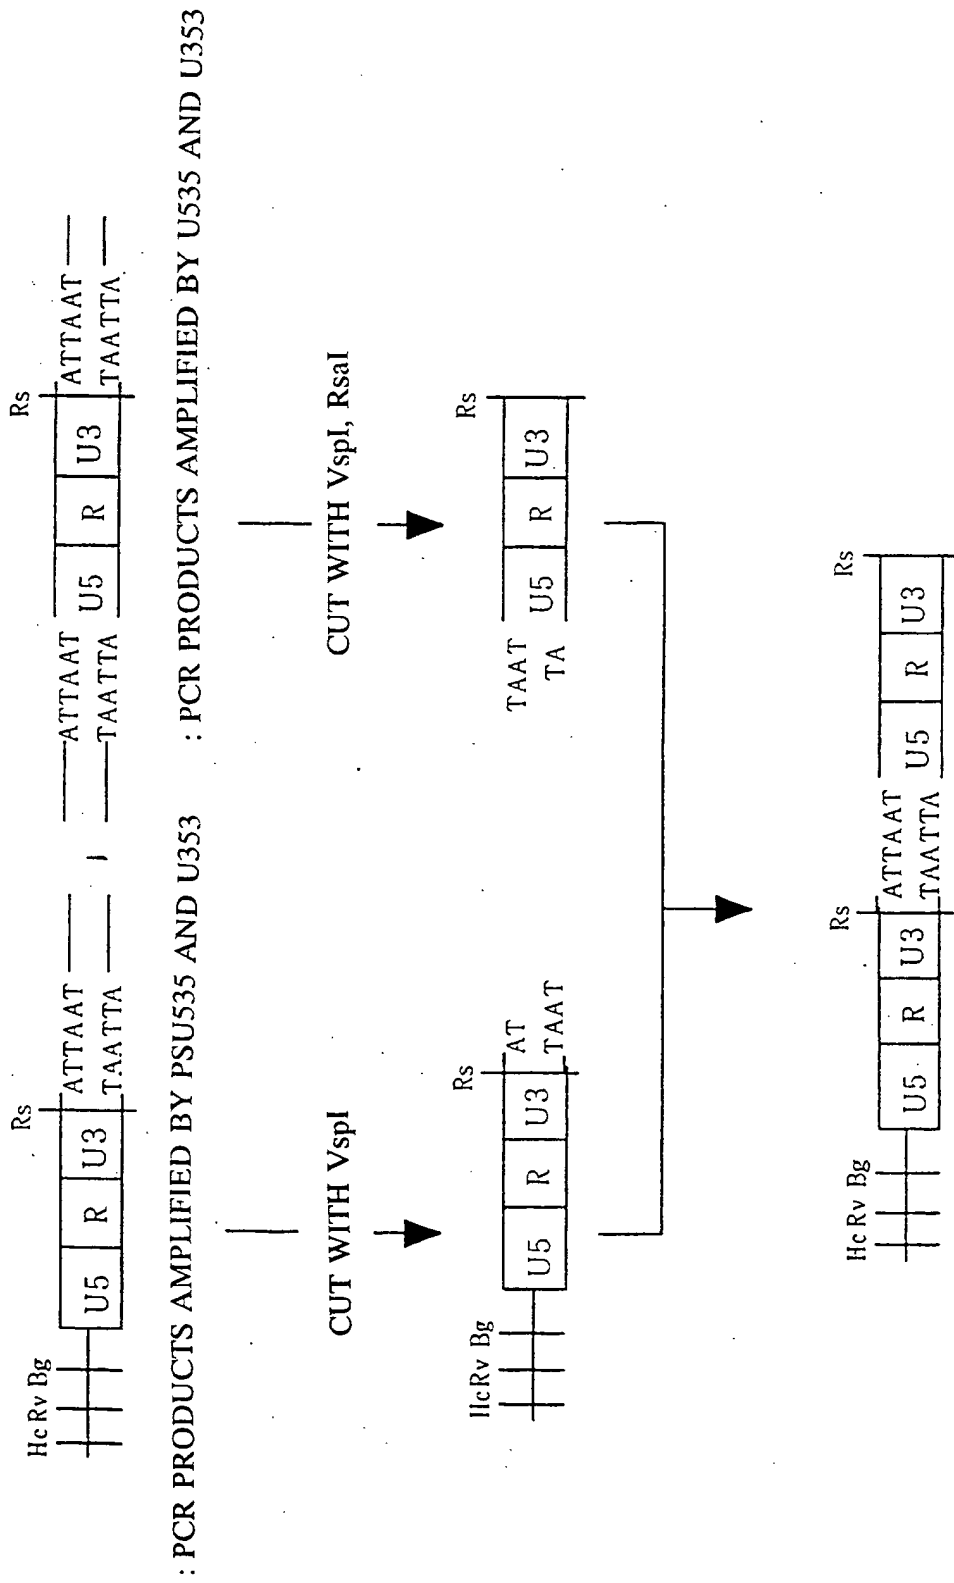 Hc Rv Bg
Rs
U5 R U3
ATTAAT
TAATTA
ATTAAT
TAATTA
Rs
U5 R U3
ATTAAT
TAATTA
: PCR PRODUCTS AMPLIFIED BY PSU535 AND U353
: PCR PRODUCTS AMPLIFIED BY U535 AND U353
CUT WITH VspI
CUT WITH VspI, RsaI
Hc Rv Bg
Rs
U5 R U3
AT
TAAT
TAAT
TA
Rs
U5 R U3
Hc Rv Bg
Rs
U5 R U3
ATTAAT
TAATTA
Rs
U5 R U3